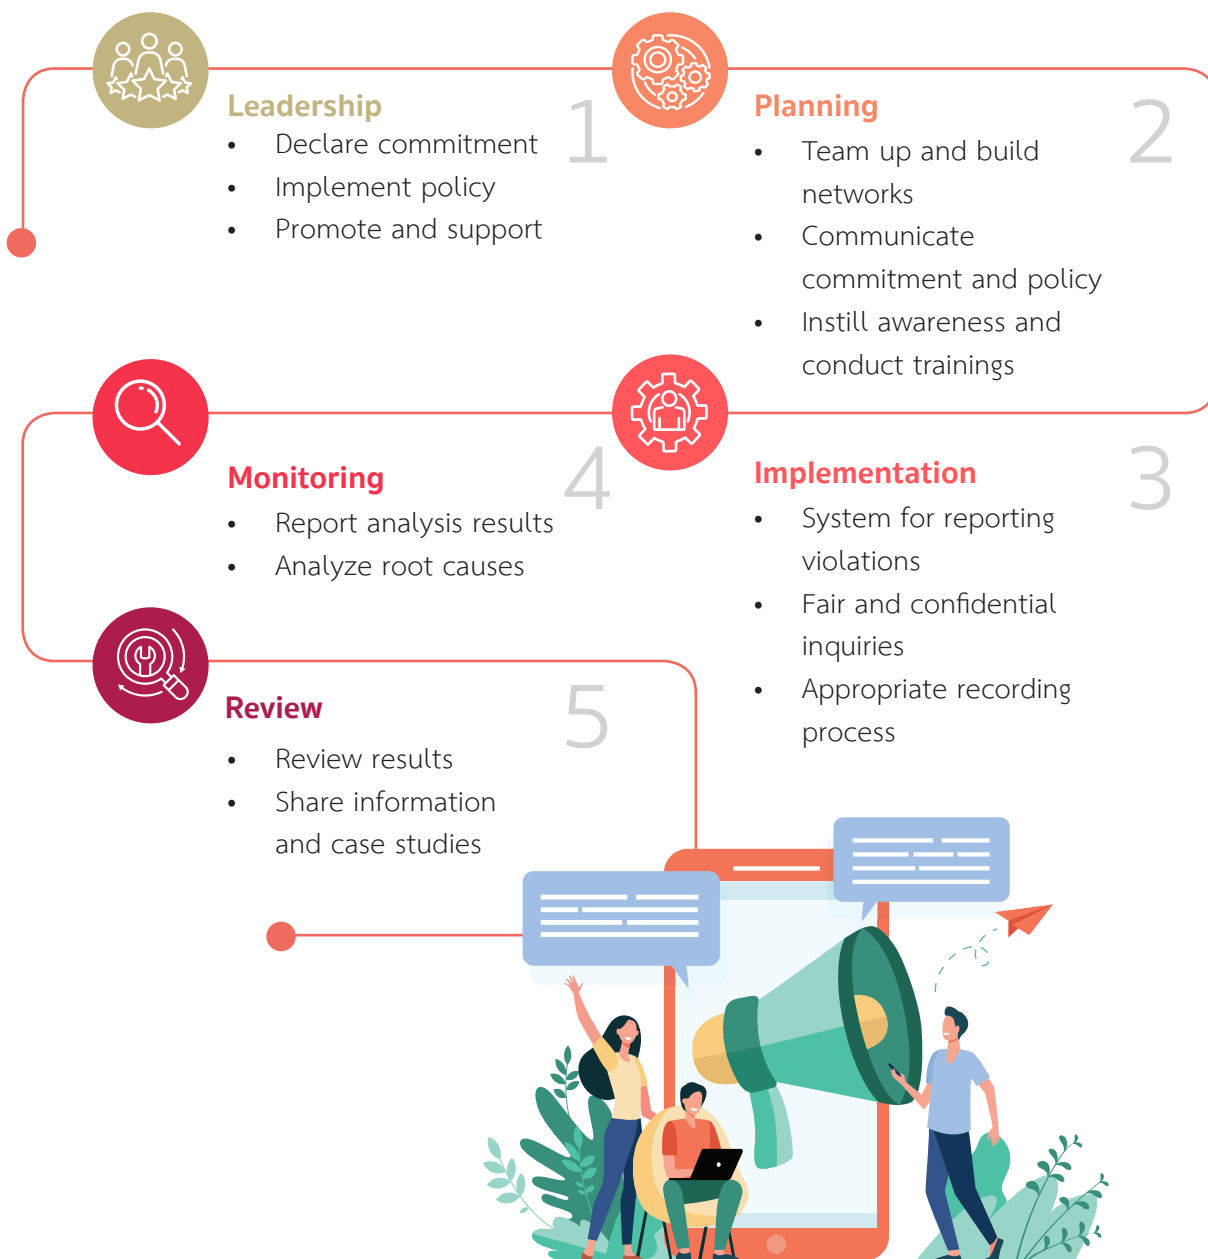 Leadership
1
• Declare commitment
• Implement policy
• Promote and support
Planning
2
• Team up and build
networks
• Communicate
commitment and policy
• Instill awareness and
conduct trainings
Implementation
3
• System for reporting
violations
• Fair and confidential
inquiries
• Appropriate recording
process
Monitoring
4
• Report analysis results
• Analyze root causes
Review
5
• Review results
• Share information
and case studies